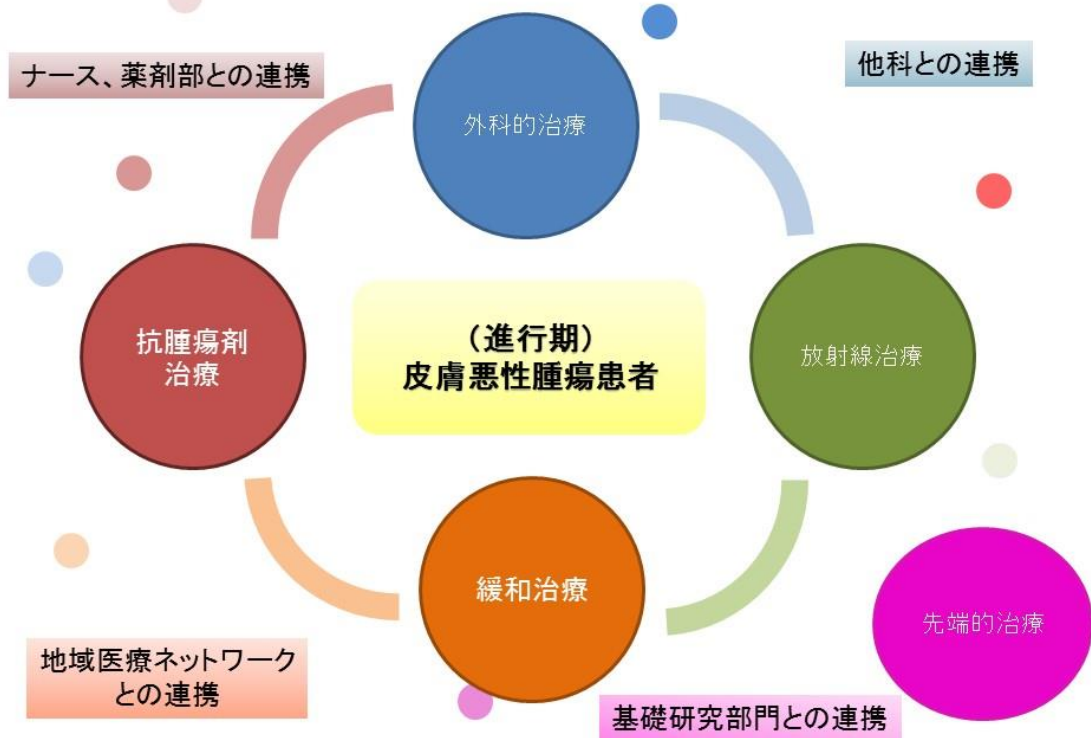 ナース、薬剤部との連携
外科的治療
他科との連携
抗腫瘍剤
治療
(進行期)
皮膚悪性腫瘍患者
放射線治療
緩和治療
先端的治療
地域医療ネットワーク
との連携
基礎研究部門との連携